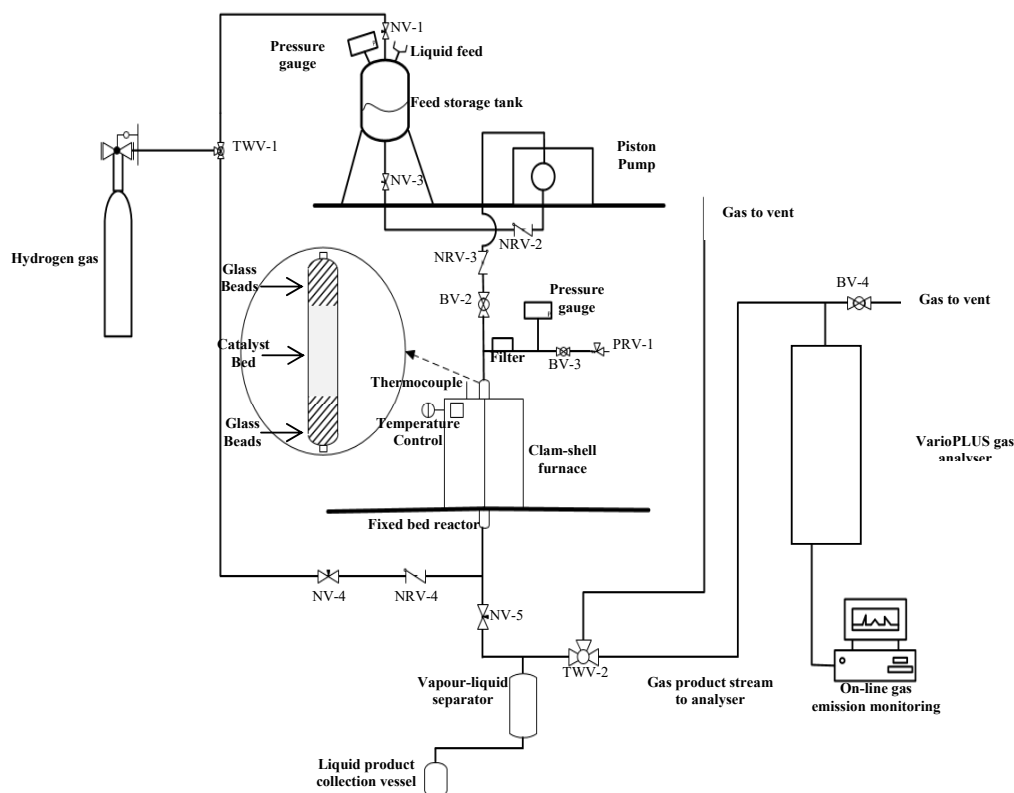 NV-1
Pressure
gauge
Liquid feed
Feed storage tank
TWV-1
Piston
Pump
NV-3
NRV-2
Gas to vent
Hydrogen gas
NRV-3
Glass
Beads
BV-2
Pressure
gauge
BV-4
Gas to vent
Catalyst
Bed
Filter
BV-3
PRV-1
Thermocouple
Temperature
Control
Glass
Beads
Clam-shell
furnace
VarioPLUS gas
analyser
Fixed bed reactor
NV-4
NRV-4
NV-5
TWV-2
Vapour-liquid
separator
Gas product stream
to analyser
On-line gas
emission monitoring
Liquid product
collection vessel